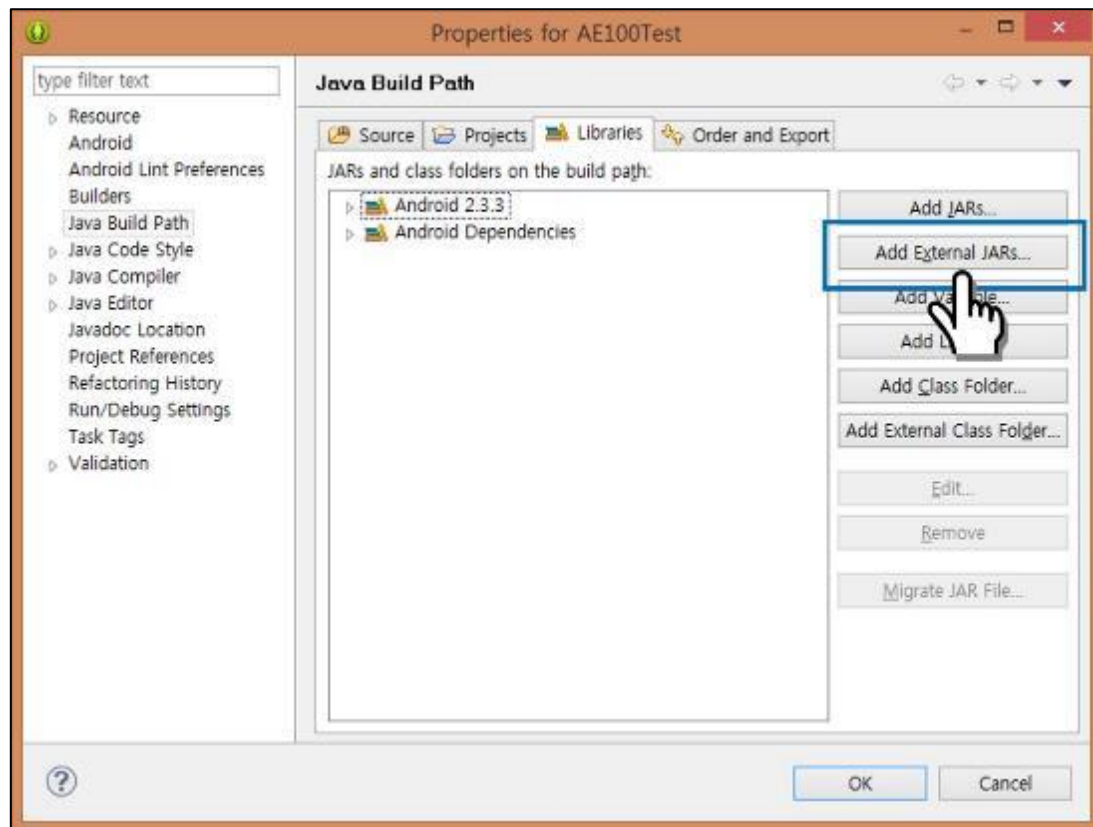 Properties for AE100Test
type filter text
Resource
Android
Android Lint Preferences
Builders
Java Build Path
Java Code Style
Java Compiler
Java Editor
Javadoc Location
Project References
Refactoring History
Run/Debug Settings
Task Tags
Validation
Java Build Path
Source Projects Libraries Order and Export
JARs and class folders on the build path:
Android 2.3.3
Android Dependencies
Add JARs...
Add External JARs...
Add
Add
Add Class Folder...
Add External Class Folder...
Edit...
Remove
Migrate JAR File...
OK Cancel